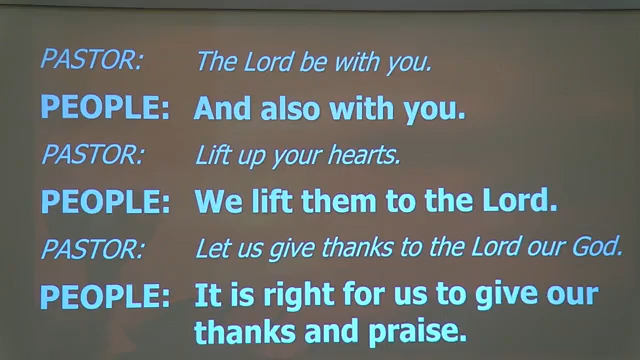 PASTOR: The Lord be with you.
PEOPLE: And also with you.
PASTOR: Lift up your hearts.
PEOPLE: We lift them to the Lord.
PASTOR: Let us give thanks to the Lord our God.
PEOPLE: It is right for us to give our
thanks and praise.